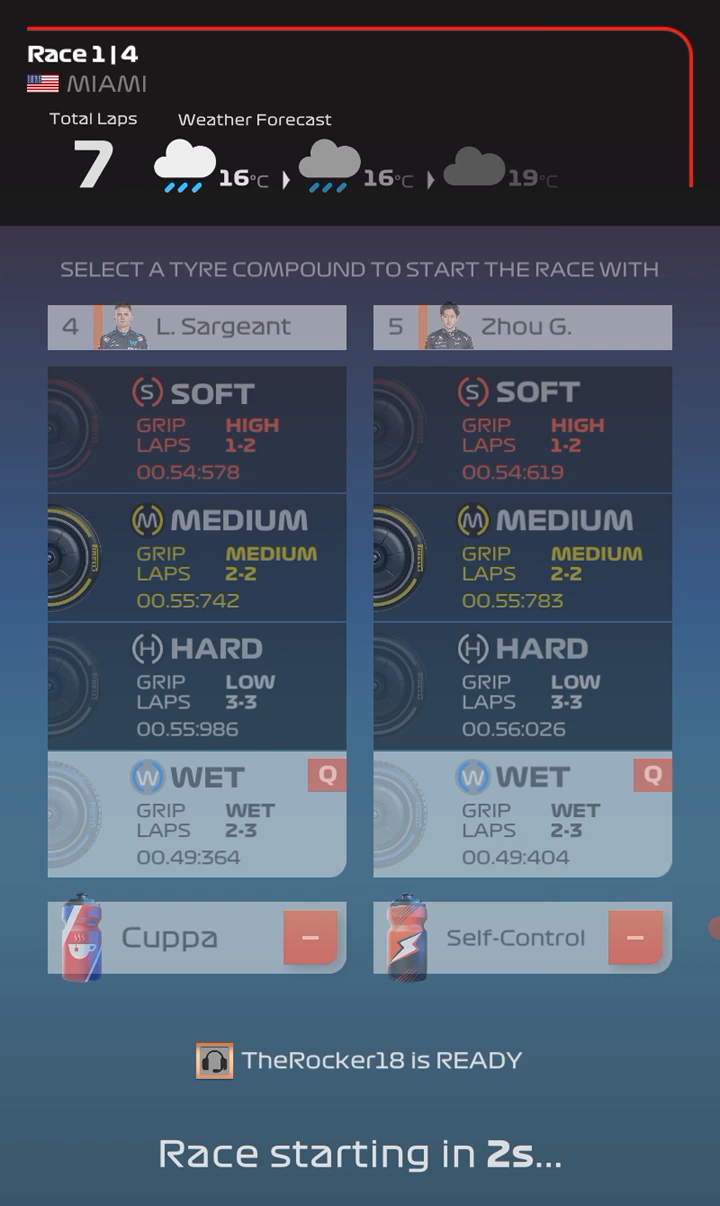 Race 1|4
MIAMI
Total Laps Weather Forecast
7 16°C 16°C 19°C
SELECT A TYRE COMPOUND TO START THE RACE WITH
4 L. Sargeant
5 Zhou G.
S SOFT
GRIP HIGH
LAPS 1-2
00.54:578
S SOFT
GRIP HIGH
LAPS 1-2
00.54:619
M MEDIUM
GRIP MEDIUM
LAPS 2-2
00.55:742
M MEDIUM
GRIP MEDIUM
LAPS 2-2
00.55:783
H HARD
GRIP LOW
LAPS 3-3
00.55:986
H HARD
GRIP LOW
LAPS 3-3
00.56:026
W WET Q
GRIP WET
LAPS 2-3
00.49:364
W WET Q
GRIP WET
LAPS 2-3
00.49:404
Cuppa −
Self-Control −
TheRocker18 is READY
Race starting in 2s...